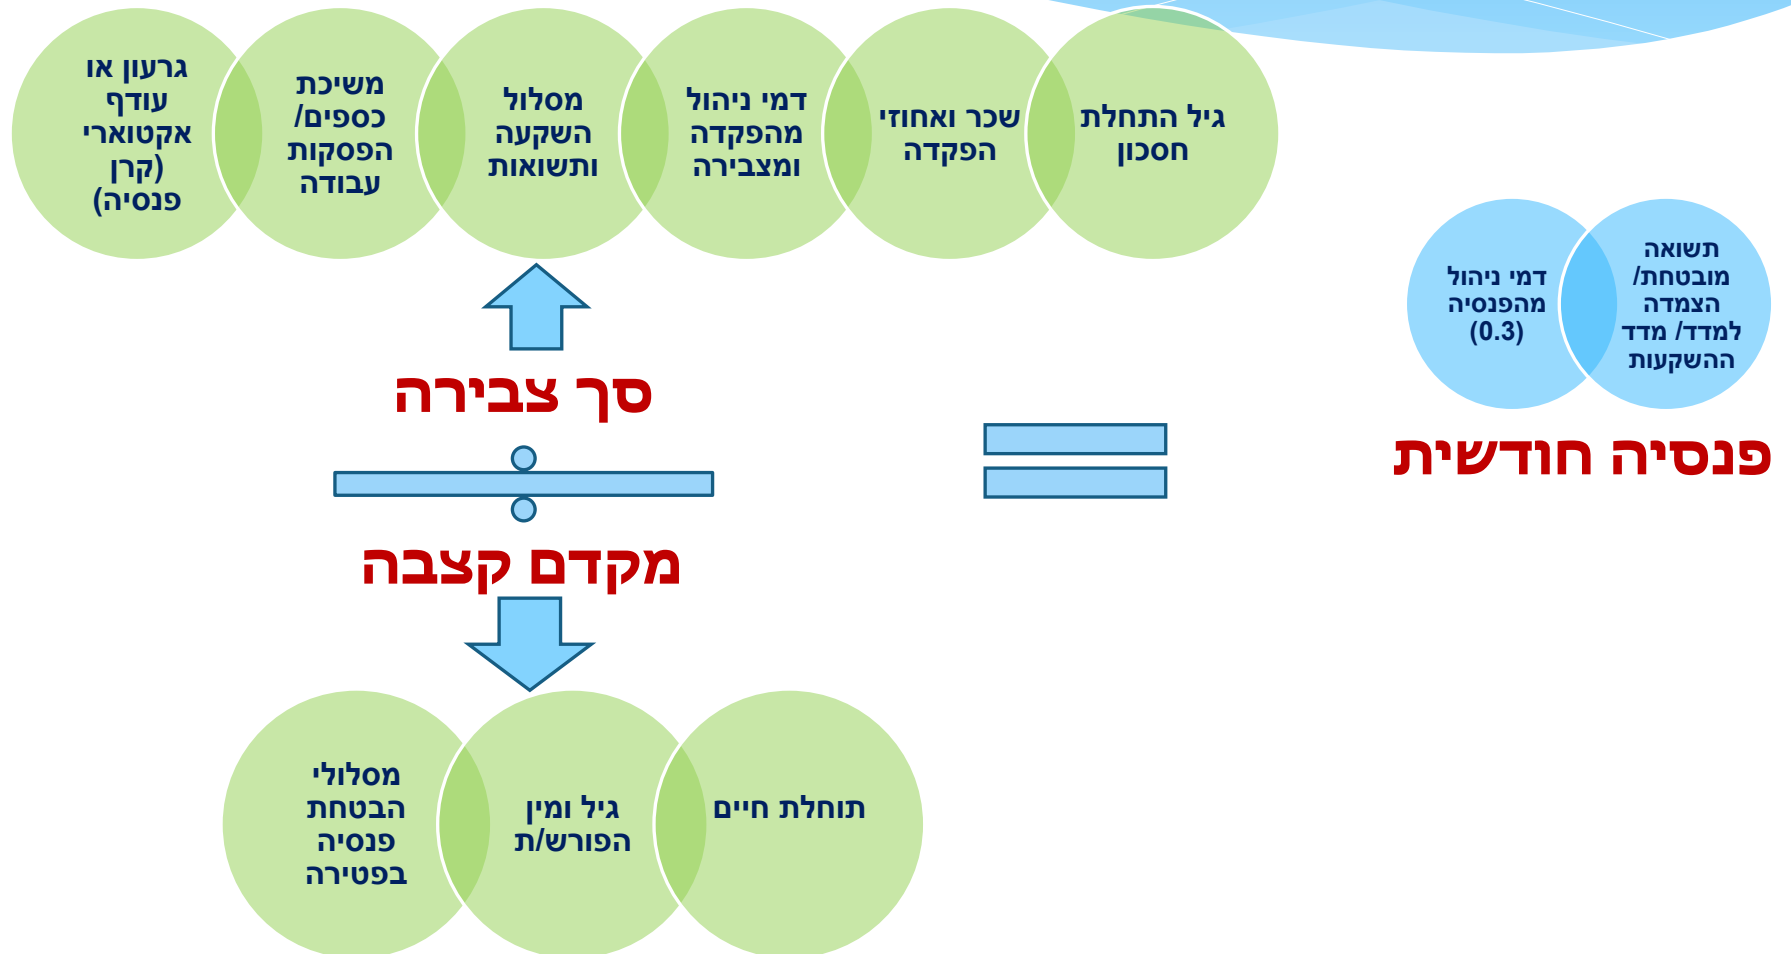 גיל התחלת
חסכון
שכר ואחוזי
הפקדה
דמי ניהול
מהפקדה
ומצבירה
מסלול
השקעה
ותשואות
משיכת
כספים/
הפסקות
עבודה
גרעון או
עודף
אקטוארי
(קרן
פנסיה)
תשואה
מובטחת/
הצמדה
למדד/ מדד
ההשקעות
דמי ניהול
מהפנסיה
(0.3)
פנסיה חודשית
סך צבירה
מקדם קצבה
תוחלת חיים
גיל ומין
הפורש/ת
מסלולי
הבטחת
פנסיה
בפטירה